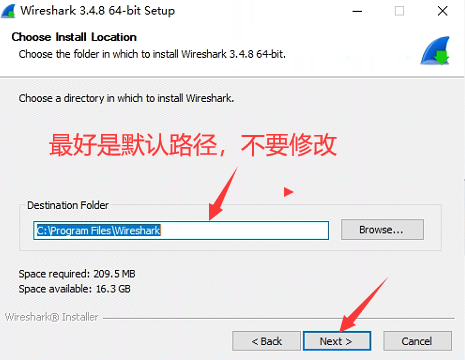 Wireshark 3.4.8 64-bit Setup
Choose Install Location
Choose the folder in which to install Wireshark 3.4.8 64-bit.
Choose a directory in which to install Wireshark.
最好是默认路径，不要修改
Destination Folder
C:\Program Files\Wireshark
Browse...
Space required: 209.5 MB
Space available: 16.3 GB
Wireshark® Installer
< Back
Next >
Cancel